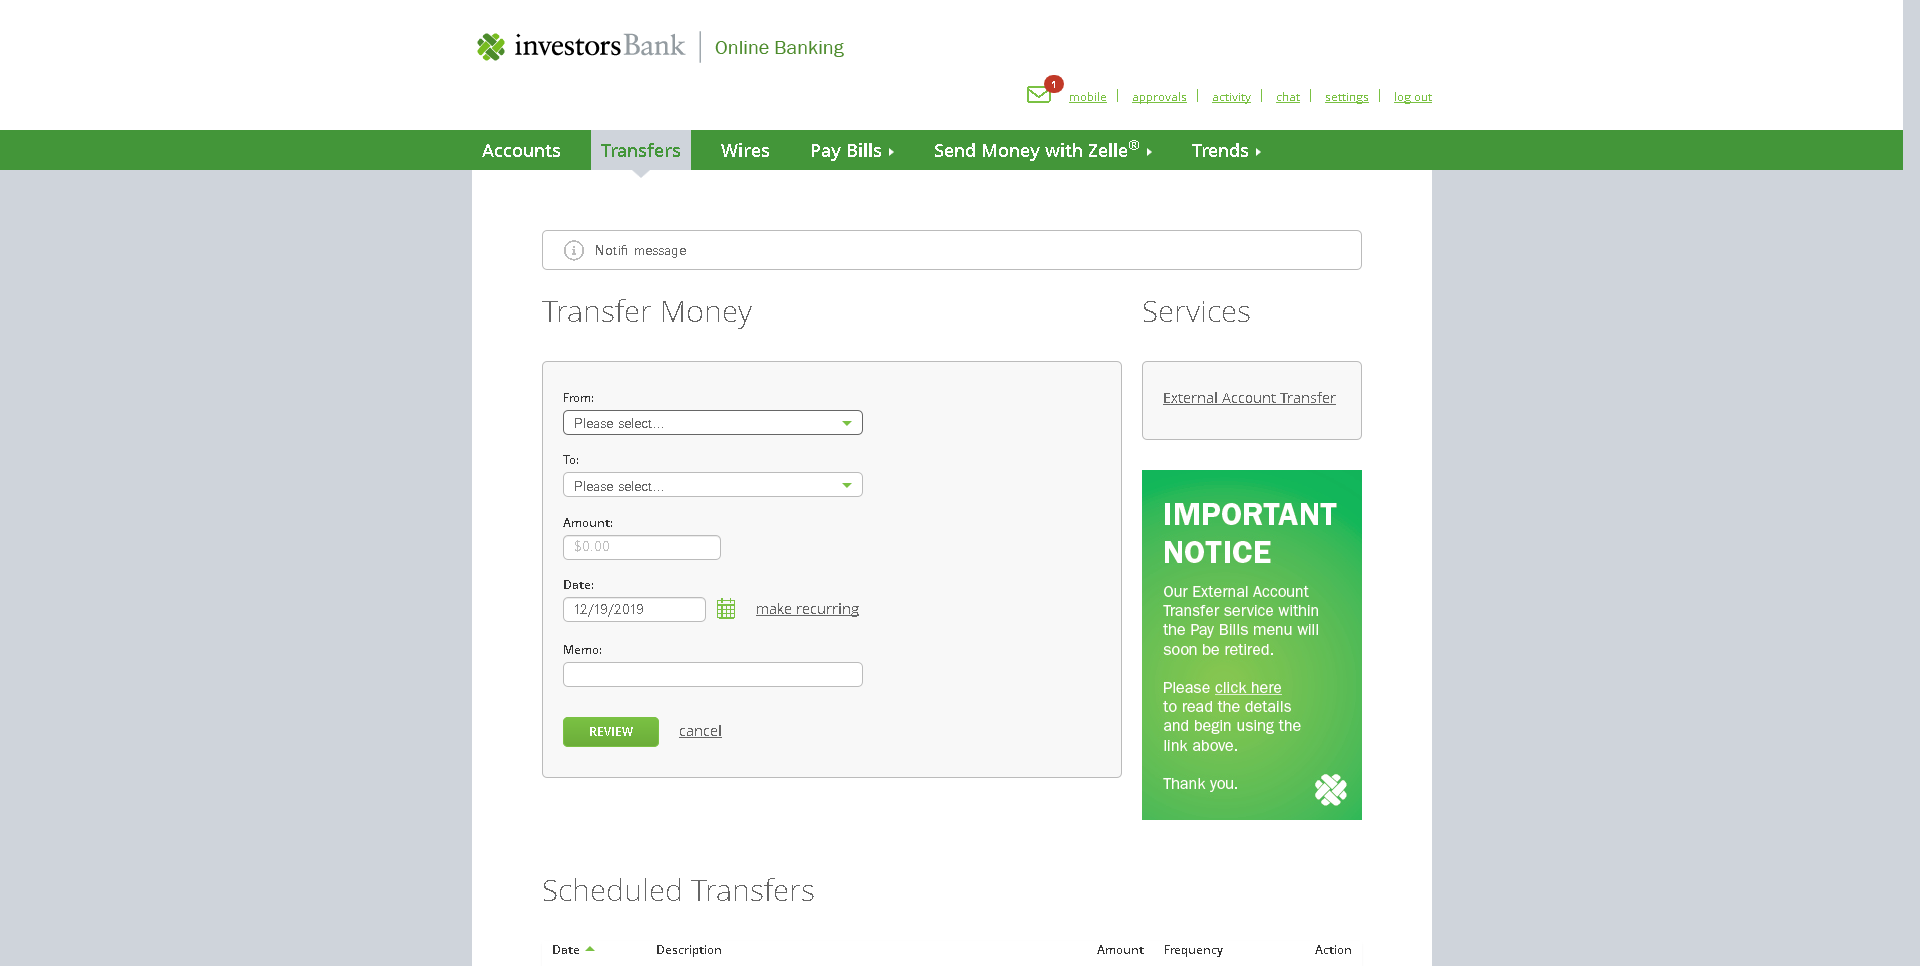 investorsBank Online Banking
1
mobile approvals activity chat settings log out
Accounts Transfers Wires Pay Bills Send Money with Zelle® Trends
Notifi message
Transfer Money
Services
From:
Please select...
External Account Transfer
To:
Please select...
Amount:
$0.00
Date:
12/19/2019 make recurring
Memo:
REVIEW cancel
IMPORTANT
NOTICE
Our External Account
Transfer service within
the Pay Bills menu will
soon be retired.
Please click here
to read the details
and begin using the
link above.
Thank you.
Scheduled Transfers
Date Description Amount Frequency Action